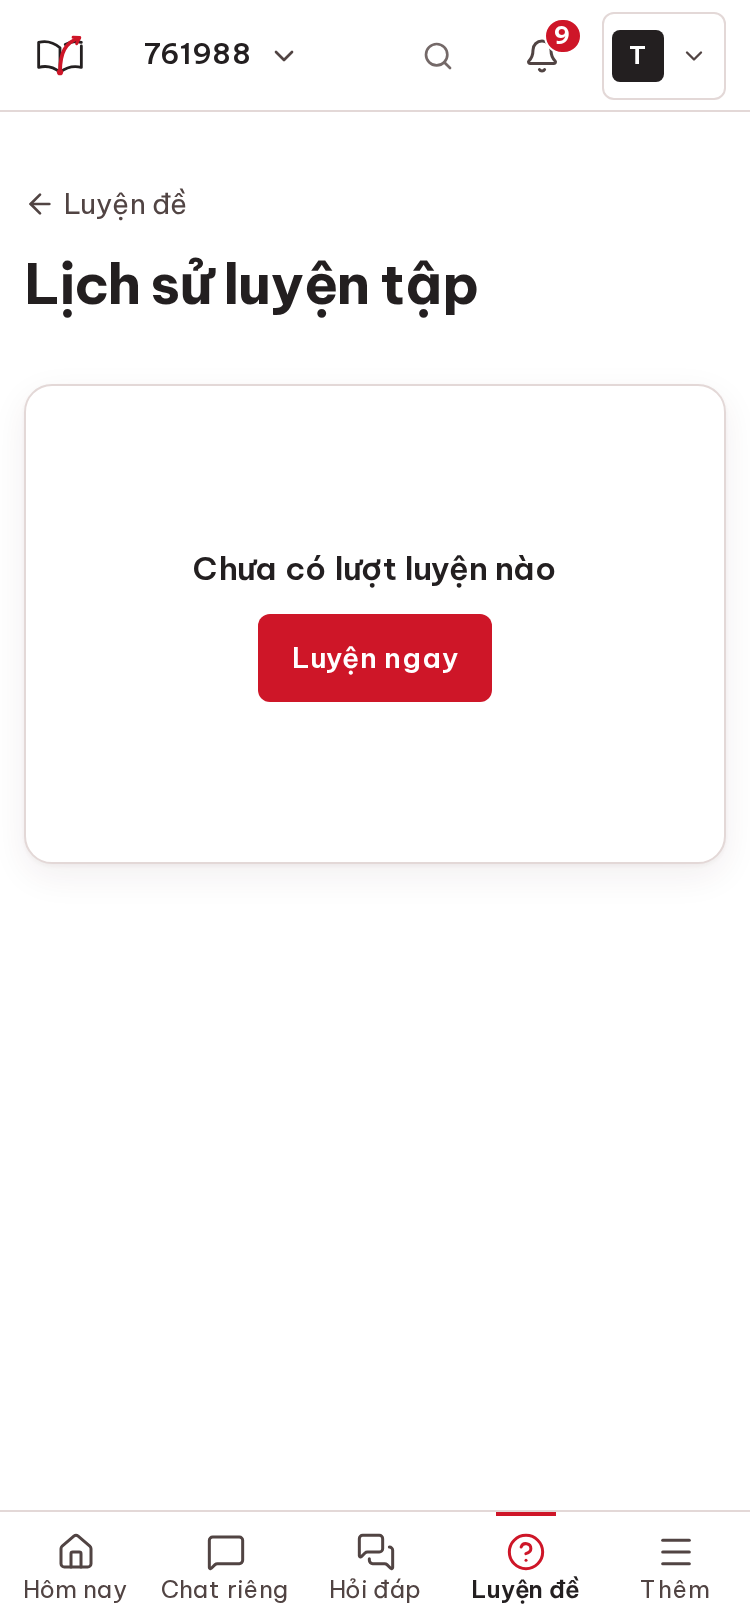 761988
9
T
Luyện đề
Lịch sử luyện tập
Chưa có lượt luyện nào
Luyện ngay
Hôm nay
Chat riêng
Hỏi đáp
Luyện đề
Thêm